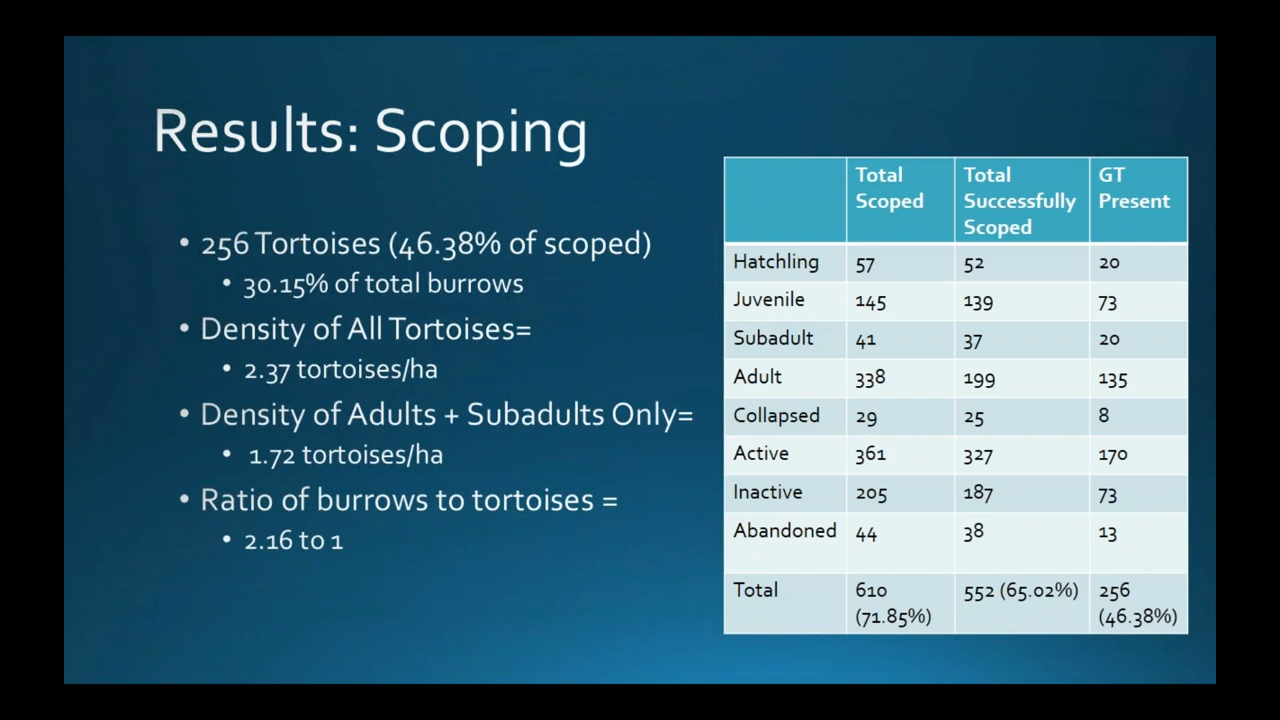 Results: Scoping
• 256 Tortoises (46.38% of scoped)
• 30.15% of total burrows
• Density of All Tortoises=
• 2.37 tortoises/ha
• Density of Adults + Subadults Only=
• 1.72 tortoises/ha
• Ratio of burrows to tortoises =
• 2.16 to 1
Total Scoped Total Successfully Scoped GT Present
Hatchling 57 52 20
Juvenile 145 139 73
Subadult 41 37 20
Adult 338 199 135
Collapsed 29 25 8
Active 361 327 170
Inactive 205 187 73
Abandoned 44 38 13
Total 610 (71.85%) 552 (65.02%) 256 (46.38%)